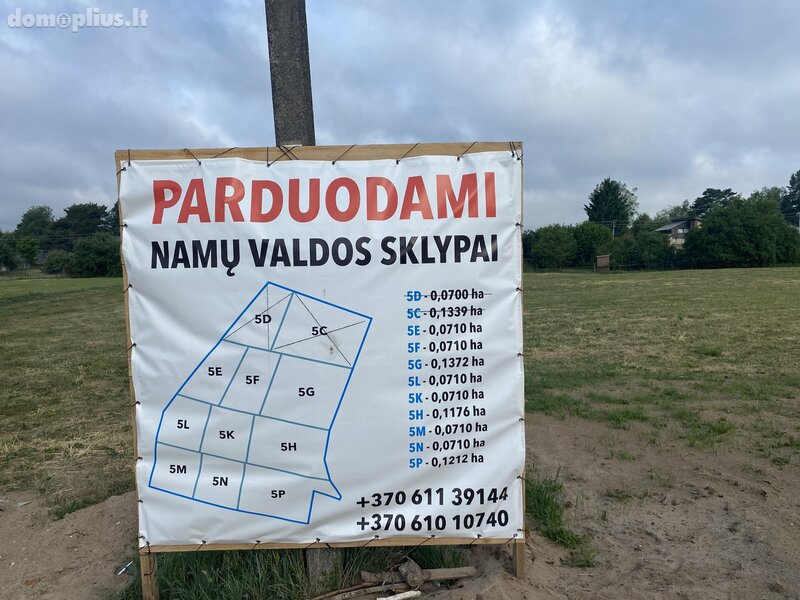 domoplius.lt
PARDUODAMI
NAMŲ VALDOS SKLYPAI
5D - 0,0700 ha
5C - 0,1339 ha
5E - 0,0710 ha
5F - 0,0710 ha
5G - 0,1372 ha
5L - 0,0710 ha
5K - 0,0710 ha
5H - 0,1176 ha
5M - 0,0710 ha
5N - 0,0710 ha
5P - 0,1212 ha
5D
5C
5E
5F
5G
5L
5K
5H
5M
5N
5P
+370 611 39144
+370 610 10740